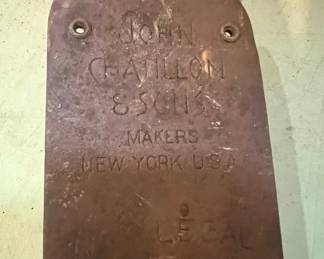 JOHN
CHATILLON
& SONS
MAKERS
NEW YORK U.S.A.
LEGAL